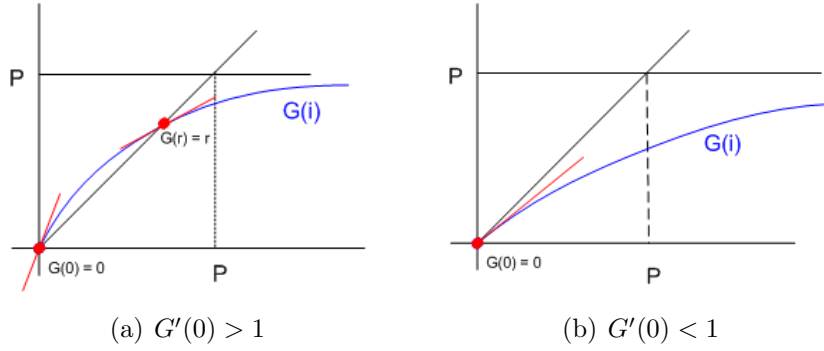 P
G(i)
G(r) = r
G(0) = 0
P
(a) G′(0) > 1
P
G(i)
G(0) = 0
P
(b) G′(0) < 1